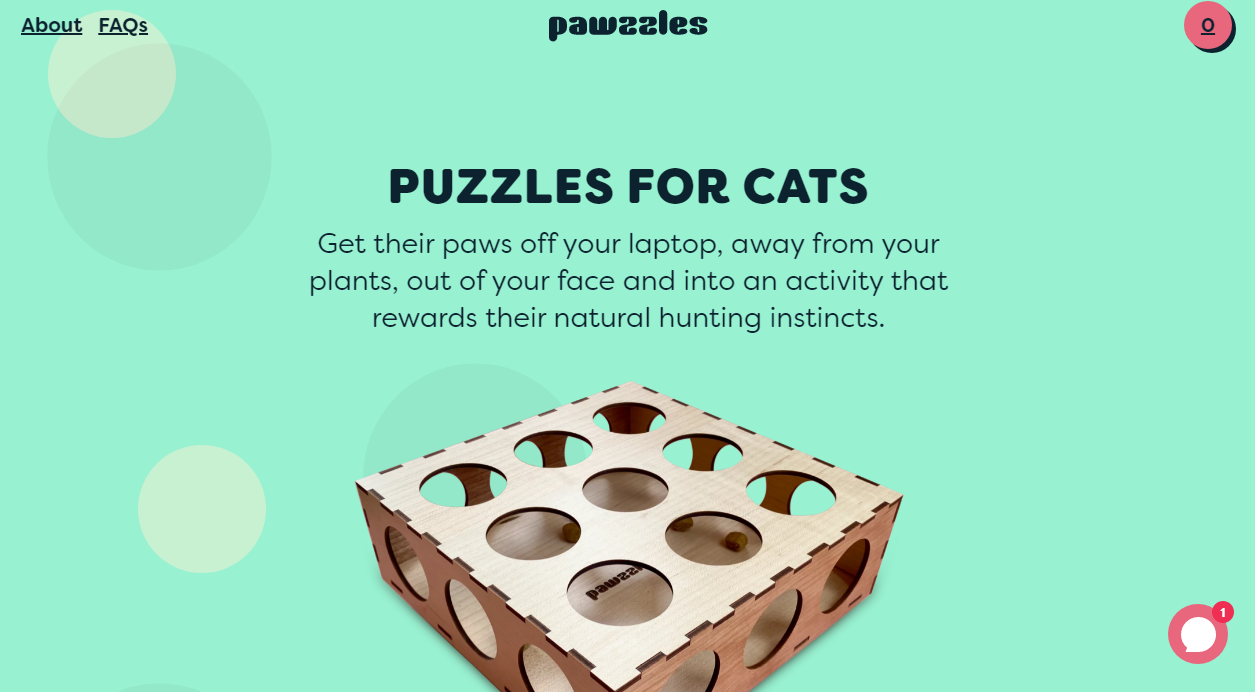 About FAQs
pawzzles
0
PUZZLES FOR CATS
Get their paws off your laptop, away from your
plants, out of your face and into an activity that
rewards their natural hunting instincts.
pawzzl
1